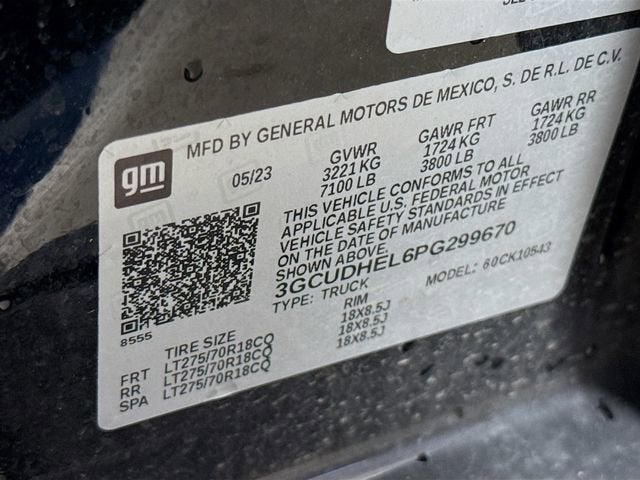 MFD BY GENERAL MOTORS DE MEXICO, S. DE R.L. DE C.V.
gm
05/23
GVWR
3221 KG
7100 LB
GAWR FRT
1724 KG
3800 LB
GAWR RR
1724 KG
3800 LB
THIS VEHICLE CONFORMS TO ALL
APPLICABLE U.S. FEDERAL MOTOR
VEHICLE SAFETY STANDARDS IN EFFECT
ON THE DATE OF MANUFACTURE
SHOWN ABOVE.
3GCUDHEL6PG299670
TYPE: TRUCK
MODEL: 60CK10543
8555
TIRE SIZE
RIM
FRT LT275/70R18CQ 18X8.5J
RR LT275/70R18CQ 18X8.5J
SPA LT275/70R18CQ 18X8.5J